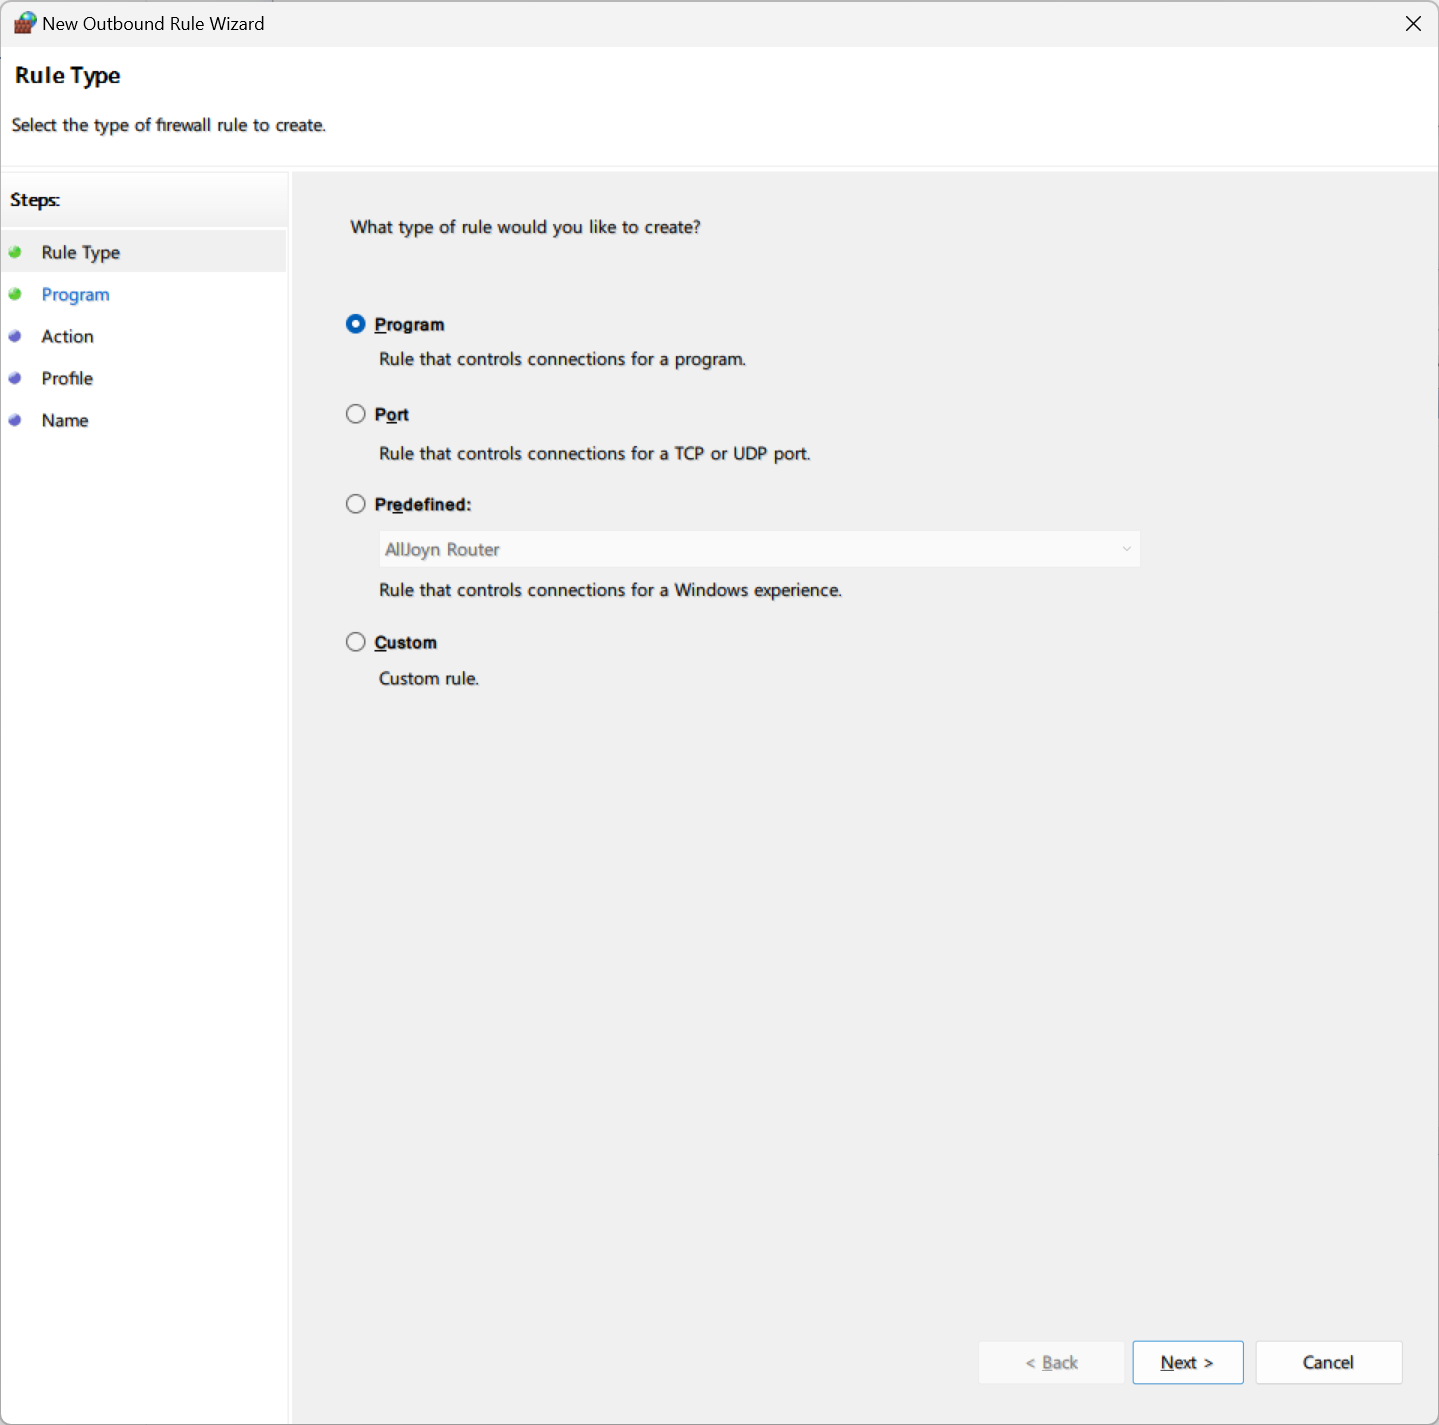 New Outbound Rule Wizard
Rule Type
Select the type of firewall rule to create.
Steps:
Rule Type
Program
Action
Profile
Name
What type of rule would you like to create?
Program
Rule that controls connections for a program.
Port
Rule that controls connections for a TCP or UDP port.
Predefined:
AllJoyn Router
Rule that controls connections for a Windows experience.
Custom
Custom rule.
< Back
Next >
Cancel